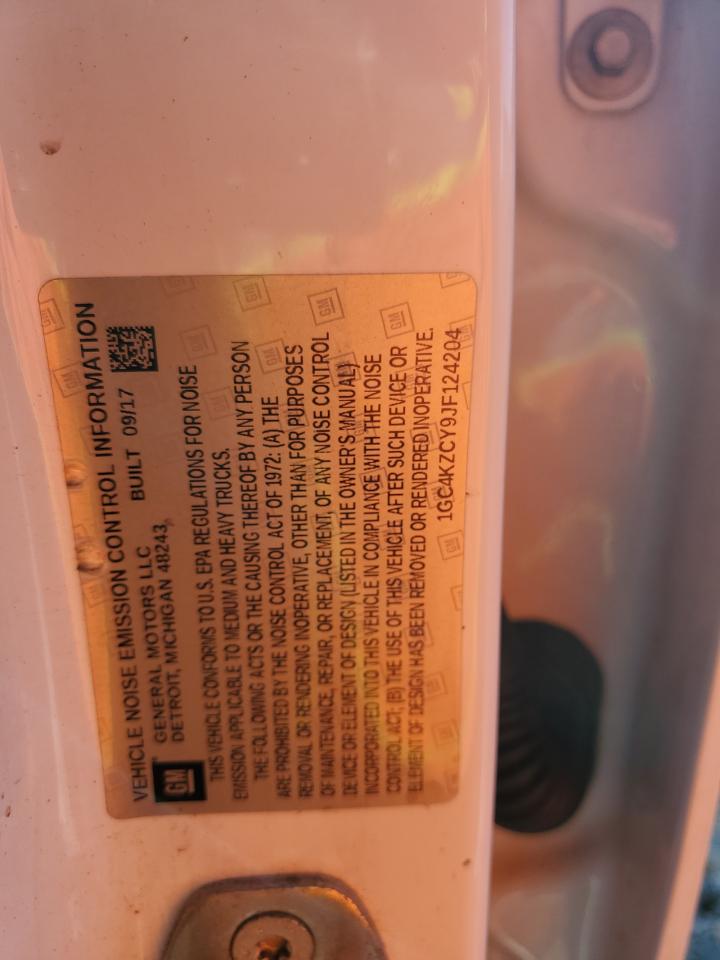 VEHICLE NOISE EMISSION CONTROL INFORMATION
GM
GENERAL MOTORS LLC
DETROIT, MICHIGAN 48243
BUILT 09/17
THIS VEHICLE CONFORMS TO U.S. EPA REGULATIONS FOR NOISE
EMISSION APPLICABLE TO MEDIUM AND HEAVY TRUCKS.
THE FOLLOWING ACTS OR THE CAUSING THEREOF BY ANY PERSON
ARE PROHIBITED BY THE NOISE CONTROL ACT OF 1972: (A) THE
REMOVAL OR RENDERING INOPERATIVE, OTHER THAN FOR PURPOSES
OF MAINTENANCE, REPAIR, OR REPLACEMENT, OF ANY NOISE CONTROL
DEVICE OR ELEMENT OF DESIGN (LISTED IN THE OWNER'S MANUAL)
INCORPORATED INTO THIS VEHICLE IN COMPLIANCE WITH THE NOISE
CONTROL ACT; (B) THE USE OF THIS VEHICLE AFTER SUCH DEVICE OR
ELEMENT OF DESIGN HAS BEEN REMOVED OR RENDERED INOPERATIVE.
1GC4KZCY9JF124204